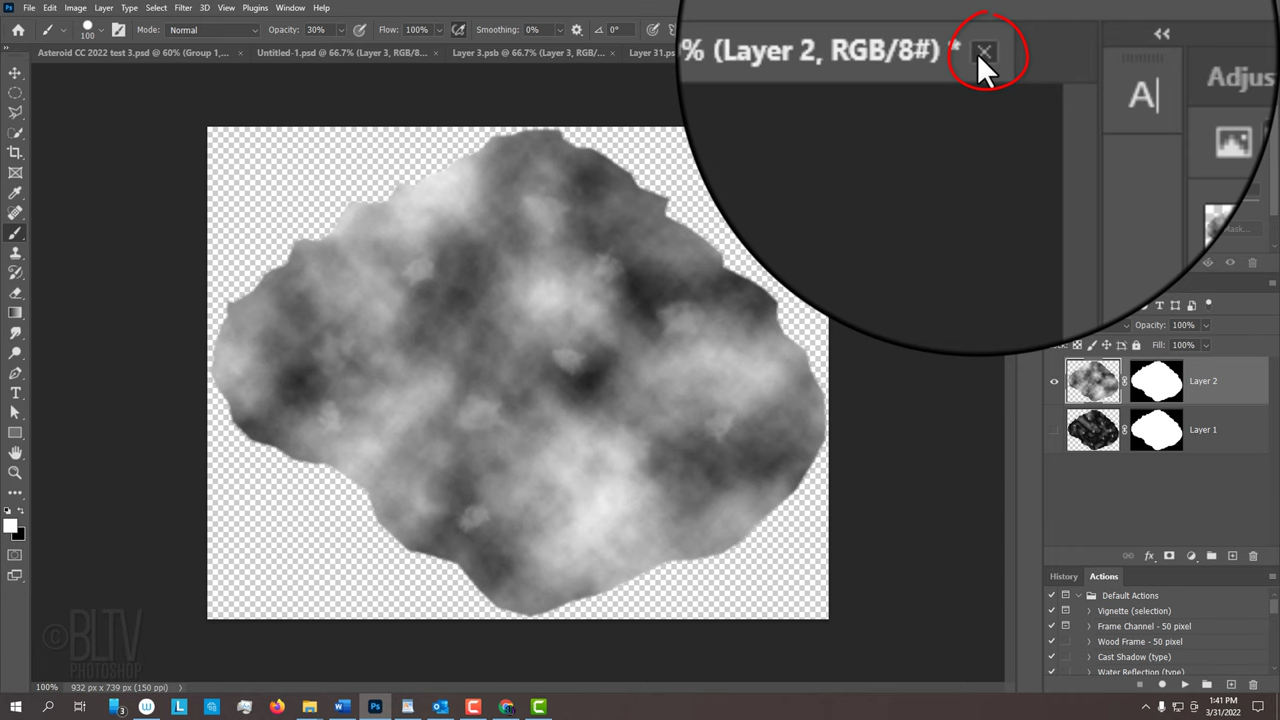 File Edit Image Layer Type Select Filter 3D View Plugins Window Help
100 Mode: Normal Opacity: 30% Flow: 100% Smoothing: 0% 0°
Asteroid CC 2022 test 3.psd @ 60% (Group 1, ... × Untitled-1.psd @ 66.7% (Layer 3, RGB/8... × Layer 3.psb @ 66.7% (Layer 3, RGB/8... × Layer 31.
% (Layer 2, RGB/8#) *
A|
Adjus
Mask...
Opacity: 100%
Fill: 100%
Layer 2
Layer 1
History Actions
Default Actions
Vignette (selection)
Frame Channel - 50 pixel
Wood Frame - 50 pixel
Cast Shadow (type)
Water Reflection (type)
©BLTV
PHOTOSHOP
100% 932 px x 739 px (150 ppi)
1:41 PM
3/31/2022